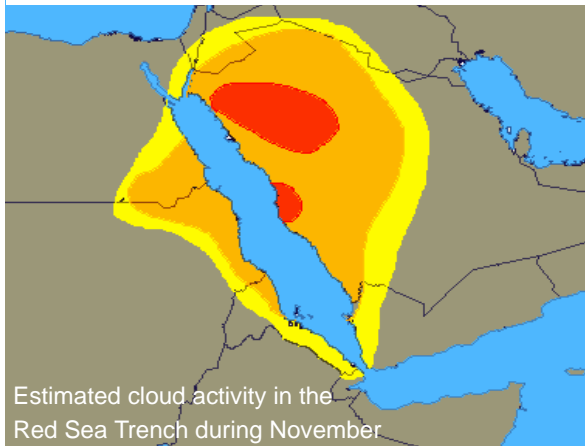 Estimated cloud activity in the
Red Sea Trench during November